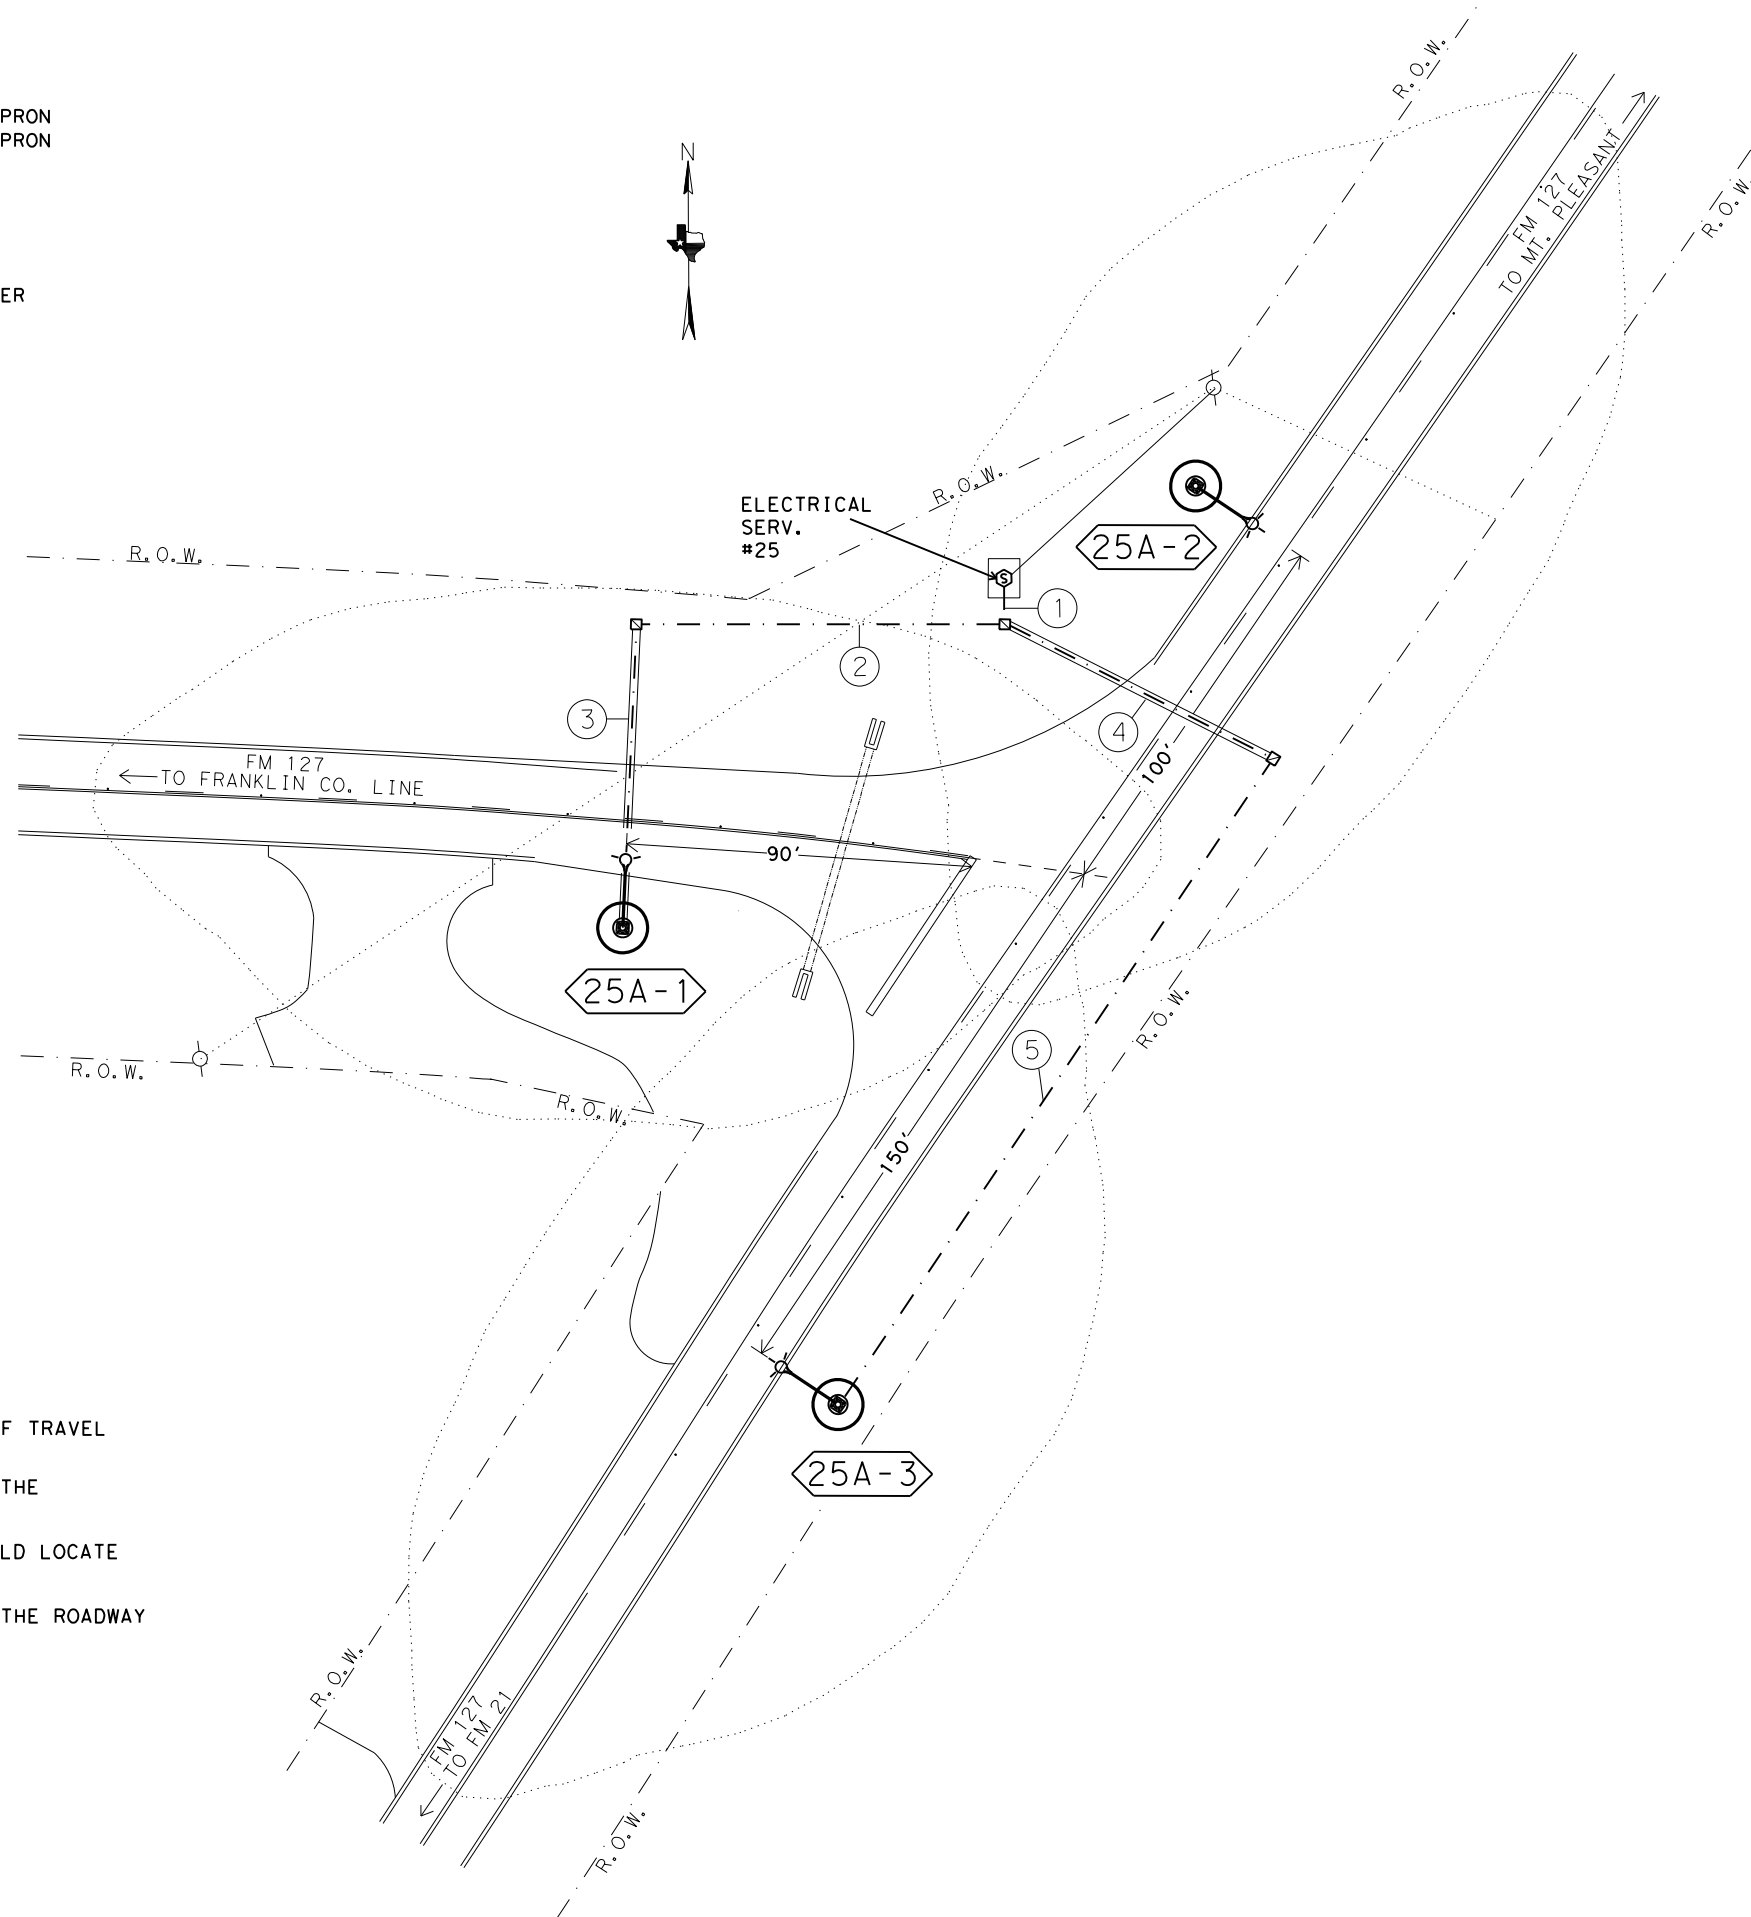 PRON
PRON
ER
N
R.O.W.
R.O.W.
FM 127
TO MT. PLEASANT
R.O.W.
ELECTRICAL
SERV.
#25
S
25A-2
R.O.W.
1
2
3
4
FM 127
TO FRANKLIN CO. LINE
100'
90'
25A-1
R.O.W.
R.O.W.
R.O.W.
5
150'
25A-3
F TRAVEL
THE
LD LOCATE
THE ROADWAY
R.O.W.
FM 127
TO FM 21
R.O.W.